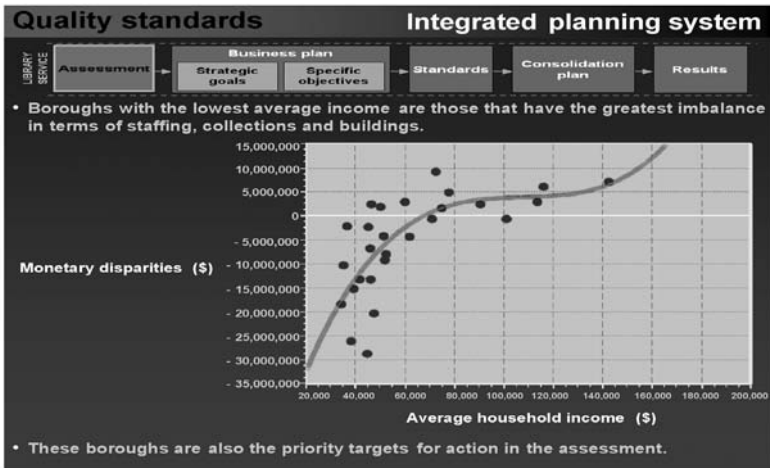 Quality standards Integrated planning system
LIBRARY
SERVICE
Assessment
Business plan
Strategic
goals
Specific
objectives
Standards
Consolidation
plan
Results
• Boroughs with the lowest average income are those that have the greatest imbalance
in terms of staffing, collections and buildings.
15,000,000
10,000,000
5,000,000
0
- 5,000,000
- 10,000,000
- 15,000,000
- 20,000,000
- 25,000,000
- 30,000,000
- 35,000,000
Monetary disparities ($)
20,000 40,000 60,000 80,000 100,000 120,000 140,000 160,000 180,000 200,000
Average household income ($)
• These boroughs are also the priority targets for action in the assessment.